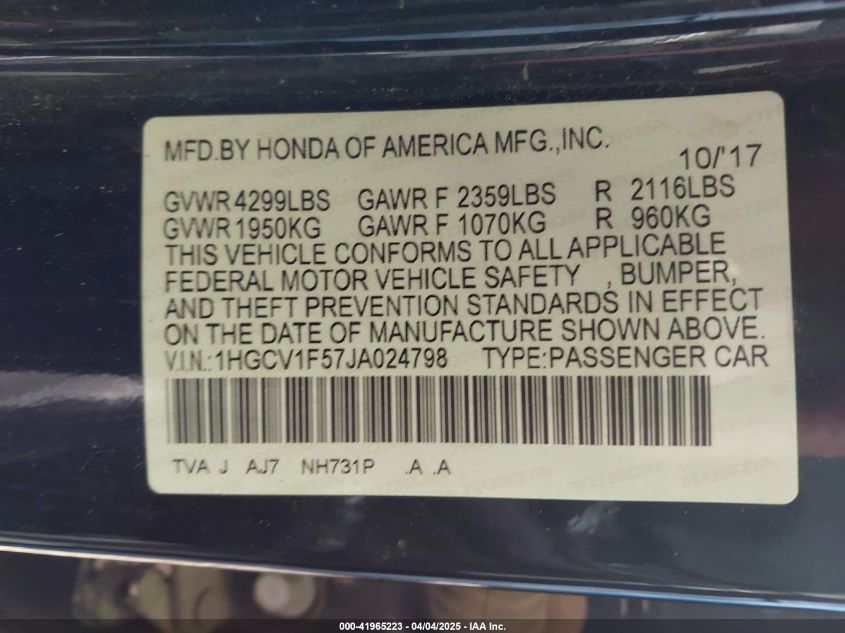 MFD.BY HONDA OF AMERICA MFG.,INC. 10/'17
GVWR 4299LBS GAWR F 2359LBS R 2116LBS
GVWR 1950KG GAWR F 1070KG R 960KG
THIS VEHICLE CONFORMS TO ALL APPLICABLE
FEDERAL MOTOR VEHICLE SAFETY , BUMPER,
AND THEFT PREVENTION STANDARDS IN EFFECT
ON THE DATE OF MANUFACTURE SHOWN ABOVE.
V.I.N.:1HGCV1F57JA024798 TYPE:PASSENGER CAR
TVA J AJ7 NH731P .A .A
000-41965223 - 04/04/2025 - IAA Inc.